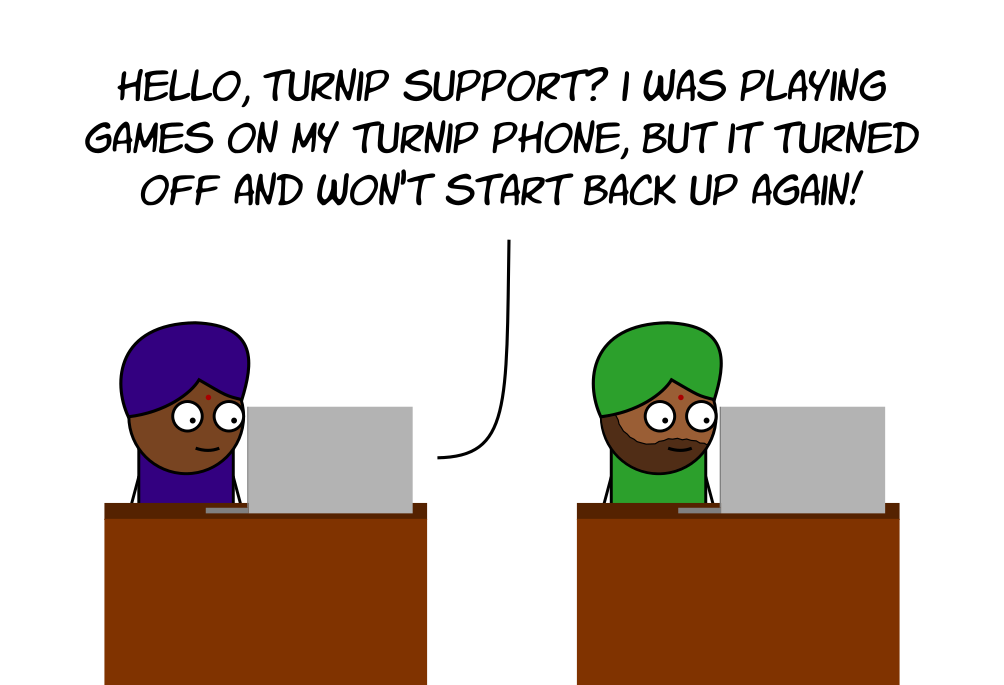 HELLO, TURNIP SUPPORT? I WAS PLAYING
GAMES ON MY TURNIP PHONE, BUT IT TURNED
OFF AND WON'T START BACK UP AGAIN!